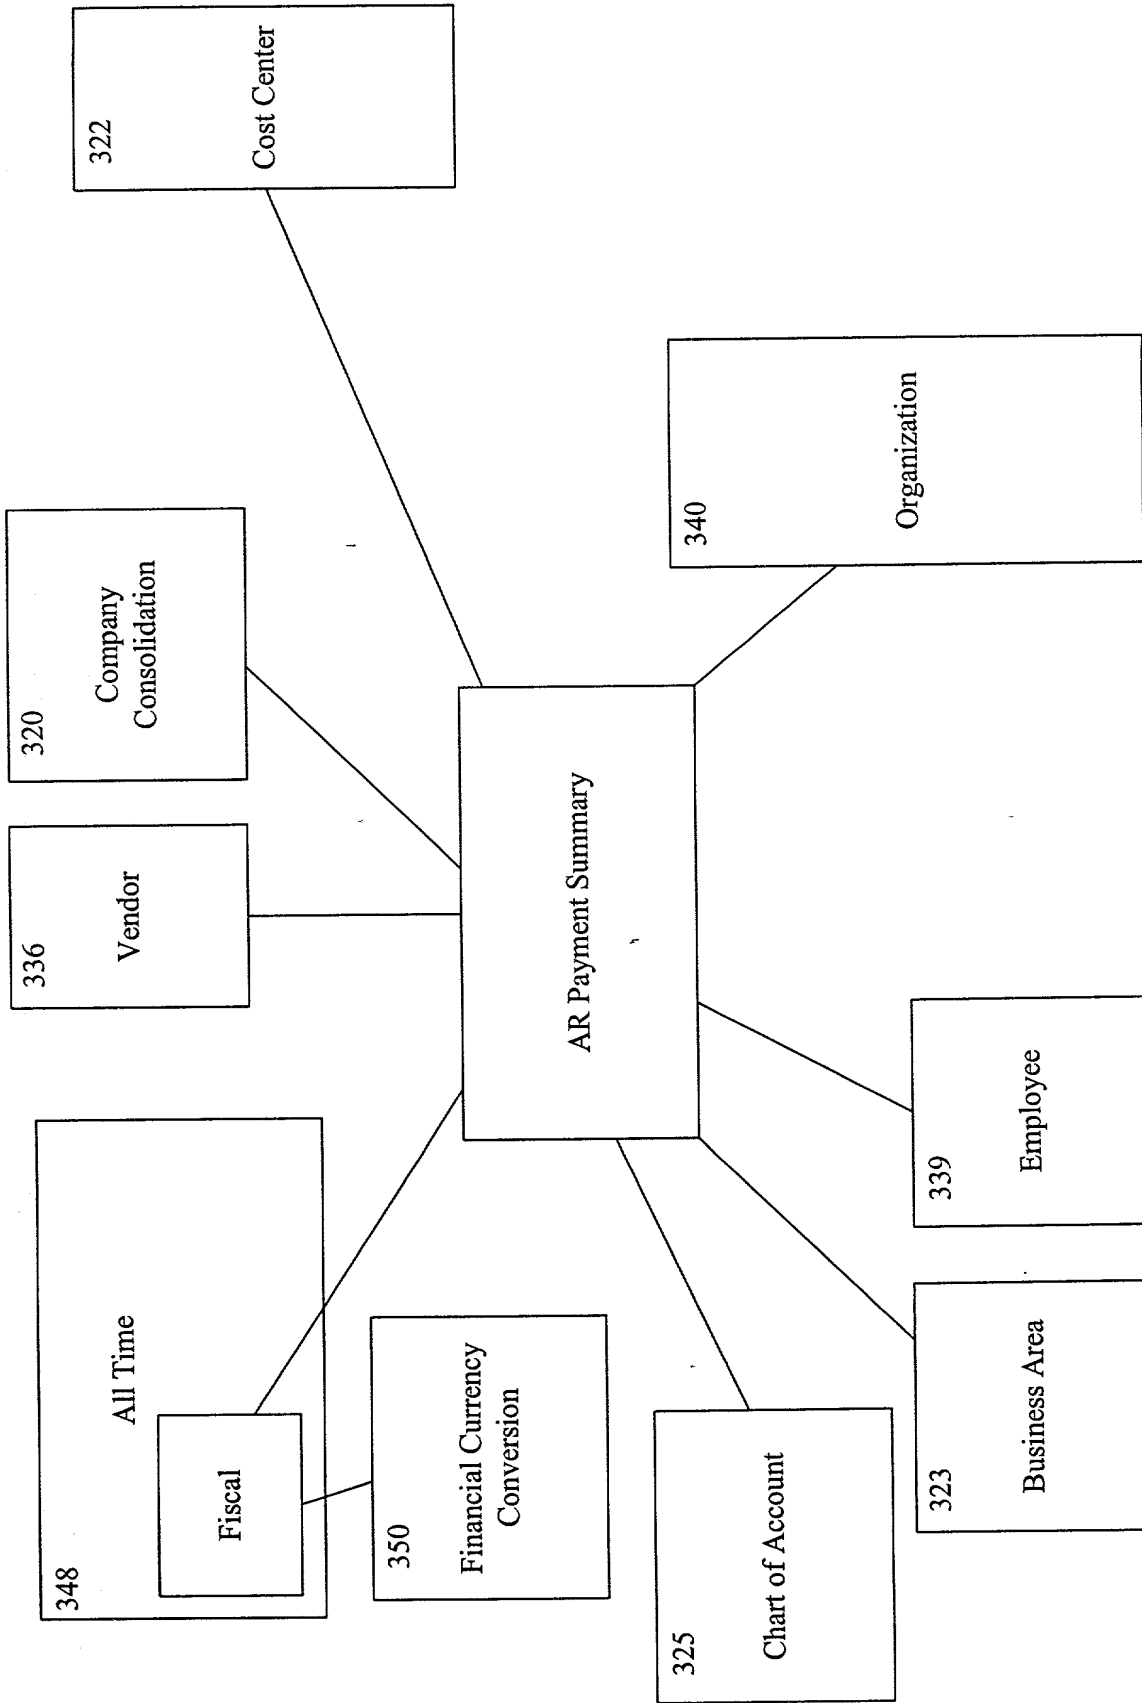 348
All Time
Fiscal
336
Vendor
320
Company
Consolidation
322
Cost Center
350
Financial Currency
Conversion
AR Payment Summary
325
Chart of Account
340
Organization
323
Business Area
339
Employee